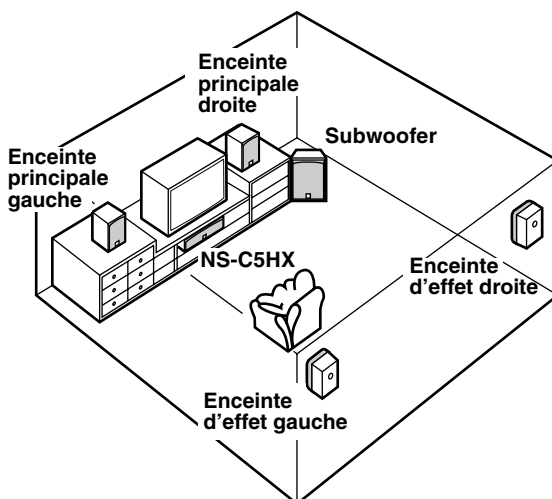 Enceinte
principale
droite
Subwoofer
Enceinte
principale
gauche
NS-C5HX
Enceinte
d'effet droite
Enceinte
d'effet gauche